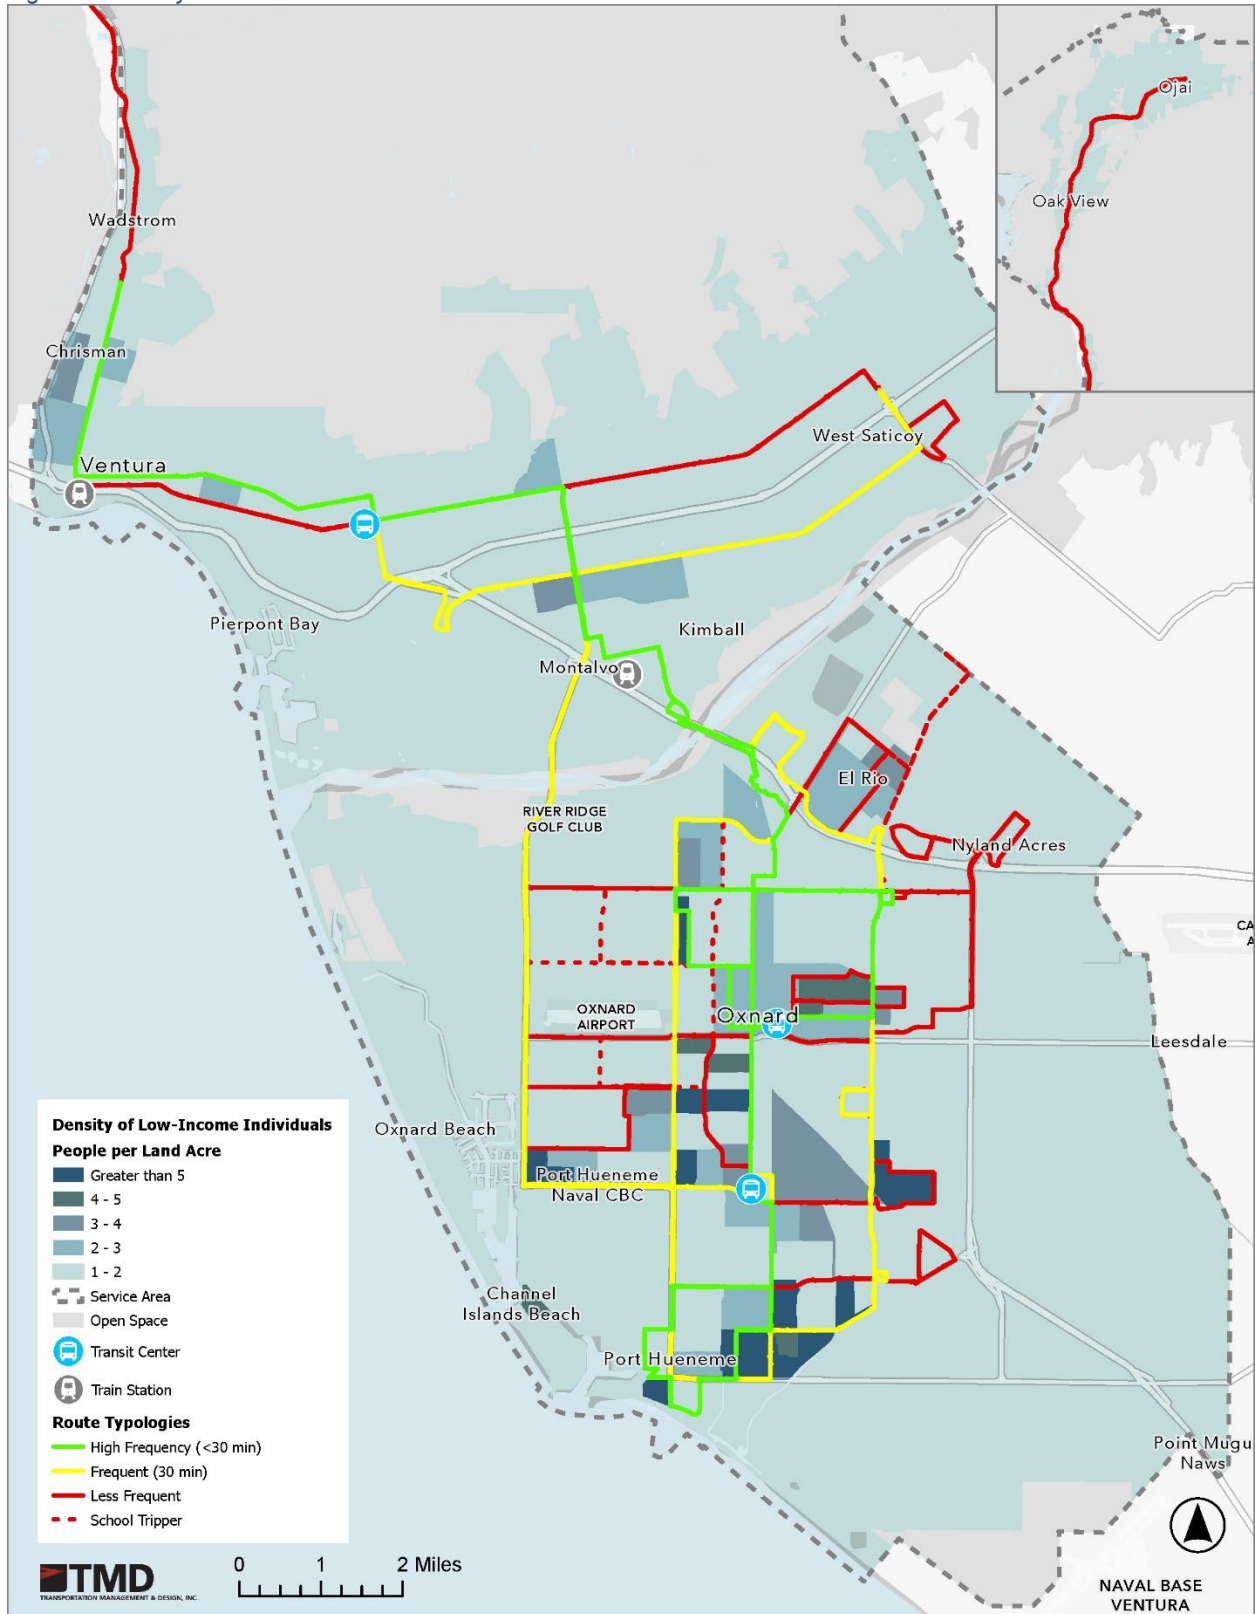 Ojai
Oak View
Wadstrom
Chrisman
Ventura
West Saticoy
Pierpont Bay
Kimball
Montalvo
El Rio
RIVER RIDGE
GOLF CLUB
Nyland Acres
CA
A
OXNARD
AIRPORT
Oxnard
Leesdale
Oxnard Beach
Port Hueneme
Naval CBC
Channel
Islands Beach
Port Hueneme
Point Mugu
Naws
NAVAL BASE
VENTURA
Density of Low-Income Individuals
People per Land Acre
Greater than 5
4 - 5
3 - 4
2 - 3
1 - 2
Service Area
Open Space
Transit Center
Train Station
Route Typologies
High Frequency (<30 min)
Frequent (30 min)
Less Frequent
School Tripper
TMD
TRANSPORTATION MANAGEMENT & DESIGN, INC.
0 1 2 Miles